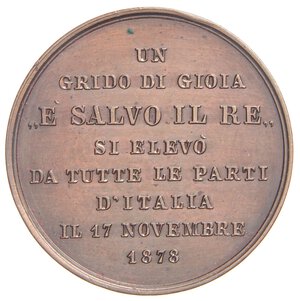 UN
GRIDO DI GIOIA
„È SALVO IL RE„
SI ELEVÒ
DA TUTTE LE PARTI
D'ITALIA
IL 17 NOVEMBRE
1878